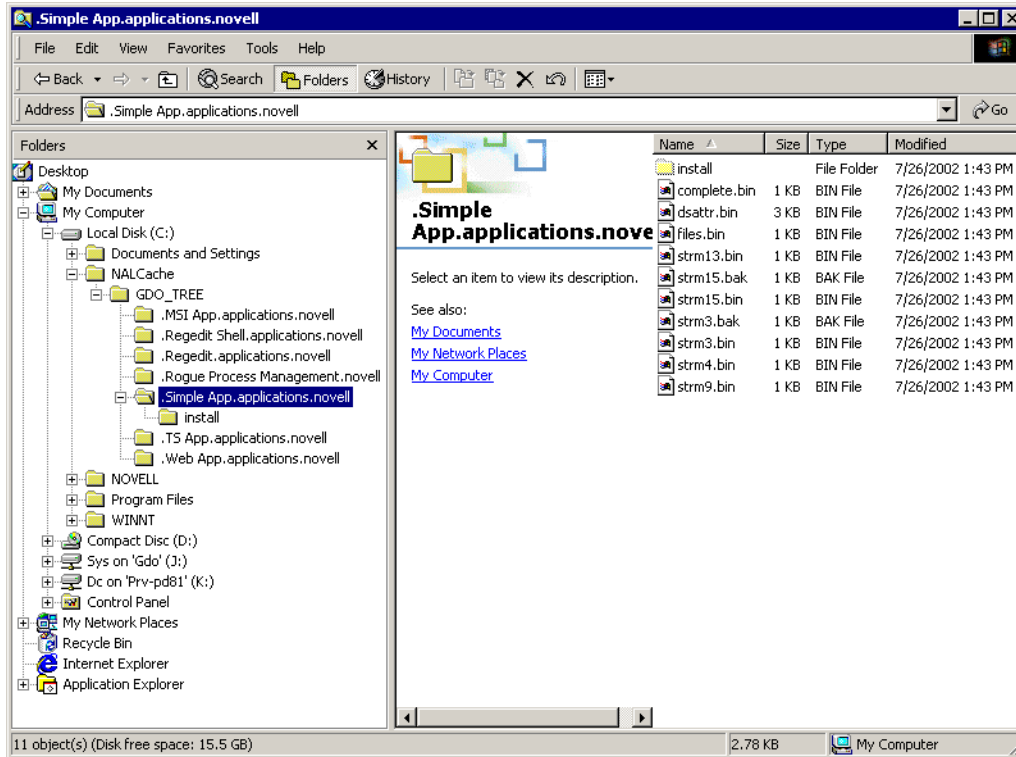 .Simple App.applications.novell
File Edit View Favorites Tools Help
Back Search Folders History
Address .Simple App.applications.novell Go
Folders
Desktop
My Documents
My Computer
Local Disk (C:)
Documents and Settings
NALCache
GDO_TREE
.MSI App.applications.novell
.Regedit Shell.applications.novell
.Regedit.applications.novell
.Rogue Process Management.novell
.Simple App.applications.novell
install
.TS App.applications.novell
.Web App.applications.novell
NOVELL
Program Files
WINNT
Compact Disc (D:)
Sys on 'Gdo' (J:)
Dc on 'Prv-pd81' (K:)
Control Panel
My Network Places
Recycle Bin
Internet Explorer
Application Explorer
.Simple
App.applications.nove
Select an item to view its description.
See also:
My Documents
My Network Places
My Computer
Name Size Type Modified
install File Folder 7/26/2002 1:43 PM
complete.bin 1 KB BIN File 7/26/2002 1:43 PM
dsattr.bin 3 KB BIN File 7/26/2002 1:43 PM
files.bin 1 KB BIN File 7/26/2002 1:43 PM
strm13.bin 1 KB BIN File 7/26/2002 1:43 PM
strm15.bak 1 KB BAK File 7/26/2002 1:43 PM
strm15.bin 1 KB BIN File 7/26/2002 1:43 PM
strm3.bak 1 KB BAK File 7/26/2002 1:43 PM
strm3.bin 1 KB BIN File 7/26/2002 1:43 PM
strm4.bin 1 KB BIN File 7/26/2002 1:43 PM
strm9.bin 1 KB BIN File 7/26/2002 1:43 PM
11 object(s) (Disk free space: 15.5 GB) 2.78 KB My Computer